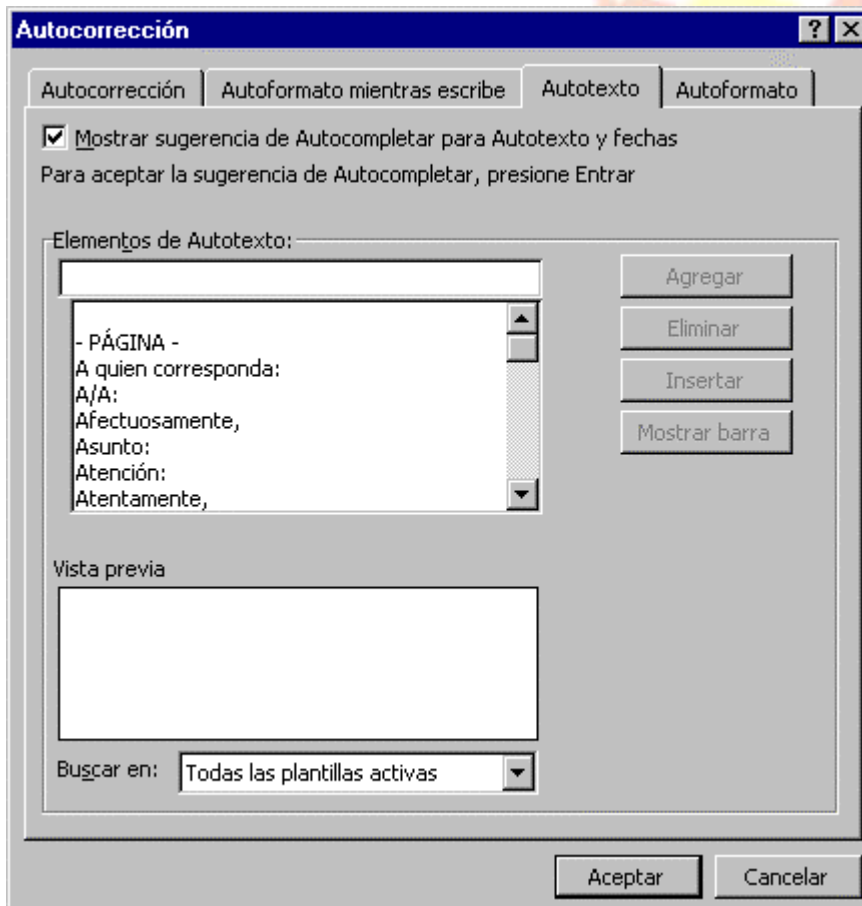 Autocorrección
Autocorrección
Autoformato mientras escribe
Autotexto
Autoformato
Mostrar sugerencia de Autocompletar para Autotexto y fechas
Para aceptar la sugerencia de Autocompletar, presione Entrar
Elementos de Autotexto:
Agregar
- PÁGINA -
Eliminar
A quien corresponda:
A/A:
Insertar
Afectuosamente,
Asunto:
Mostrar barra
Atención:
Atentamente,
Vista previa
Buscar en: Todas las plantillas activas
Aceptar
Cancelar